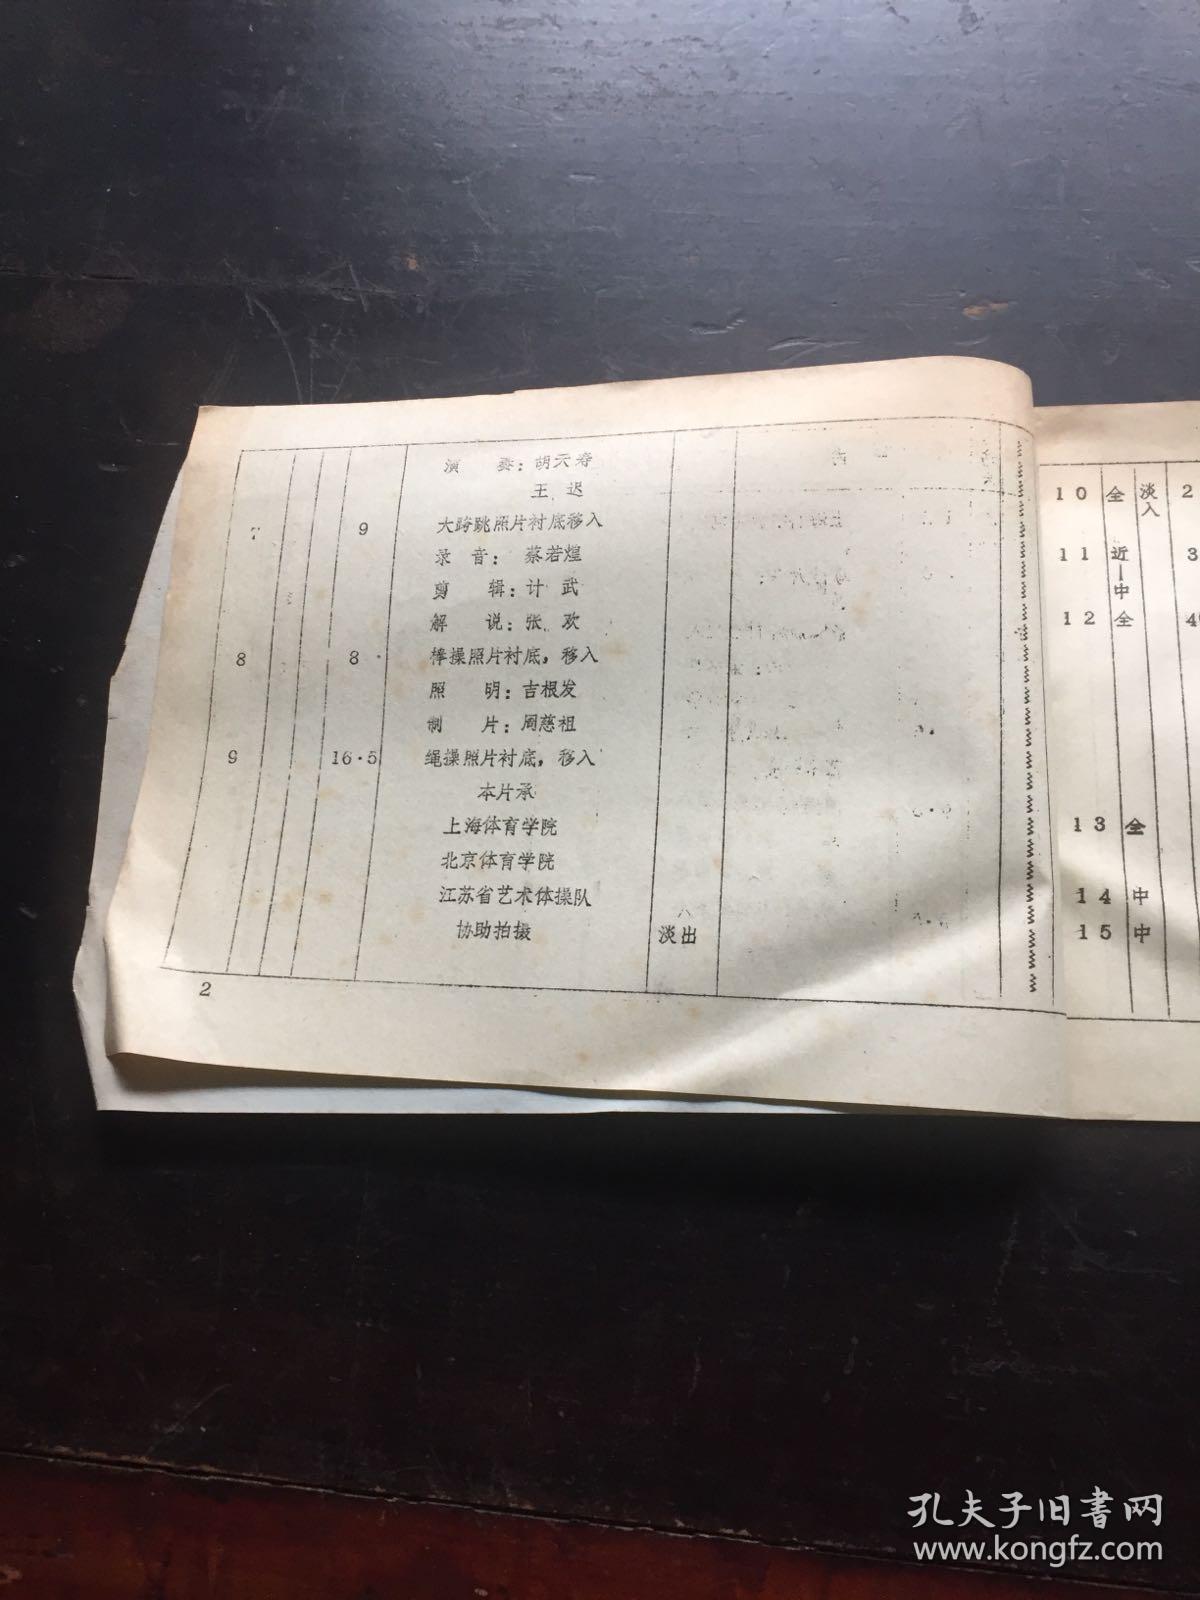 演 奏：胡天寿
王 迟
7 9 大跨跳照片衬底移入
录 音： 蔡若煌
剪 辑：计 武
解 说：张 欢
8 8 棒操照片衬底，移入
照 明：吉根发
制 片：周慈祖
9 16·5 绳操照片衬底，移入
本片承
上海体育学院
北京体育学院
江苏省艺术体操队
协助拍摄 淡出
2
10 全 淡入 2
11 近—中 3
12 全 4
13 全
14 中
15 中
孔夫子旧书网
www.kongfz.com